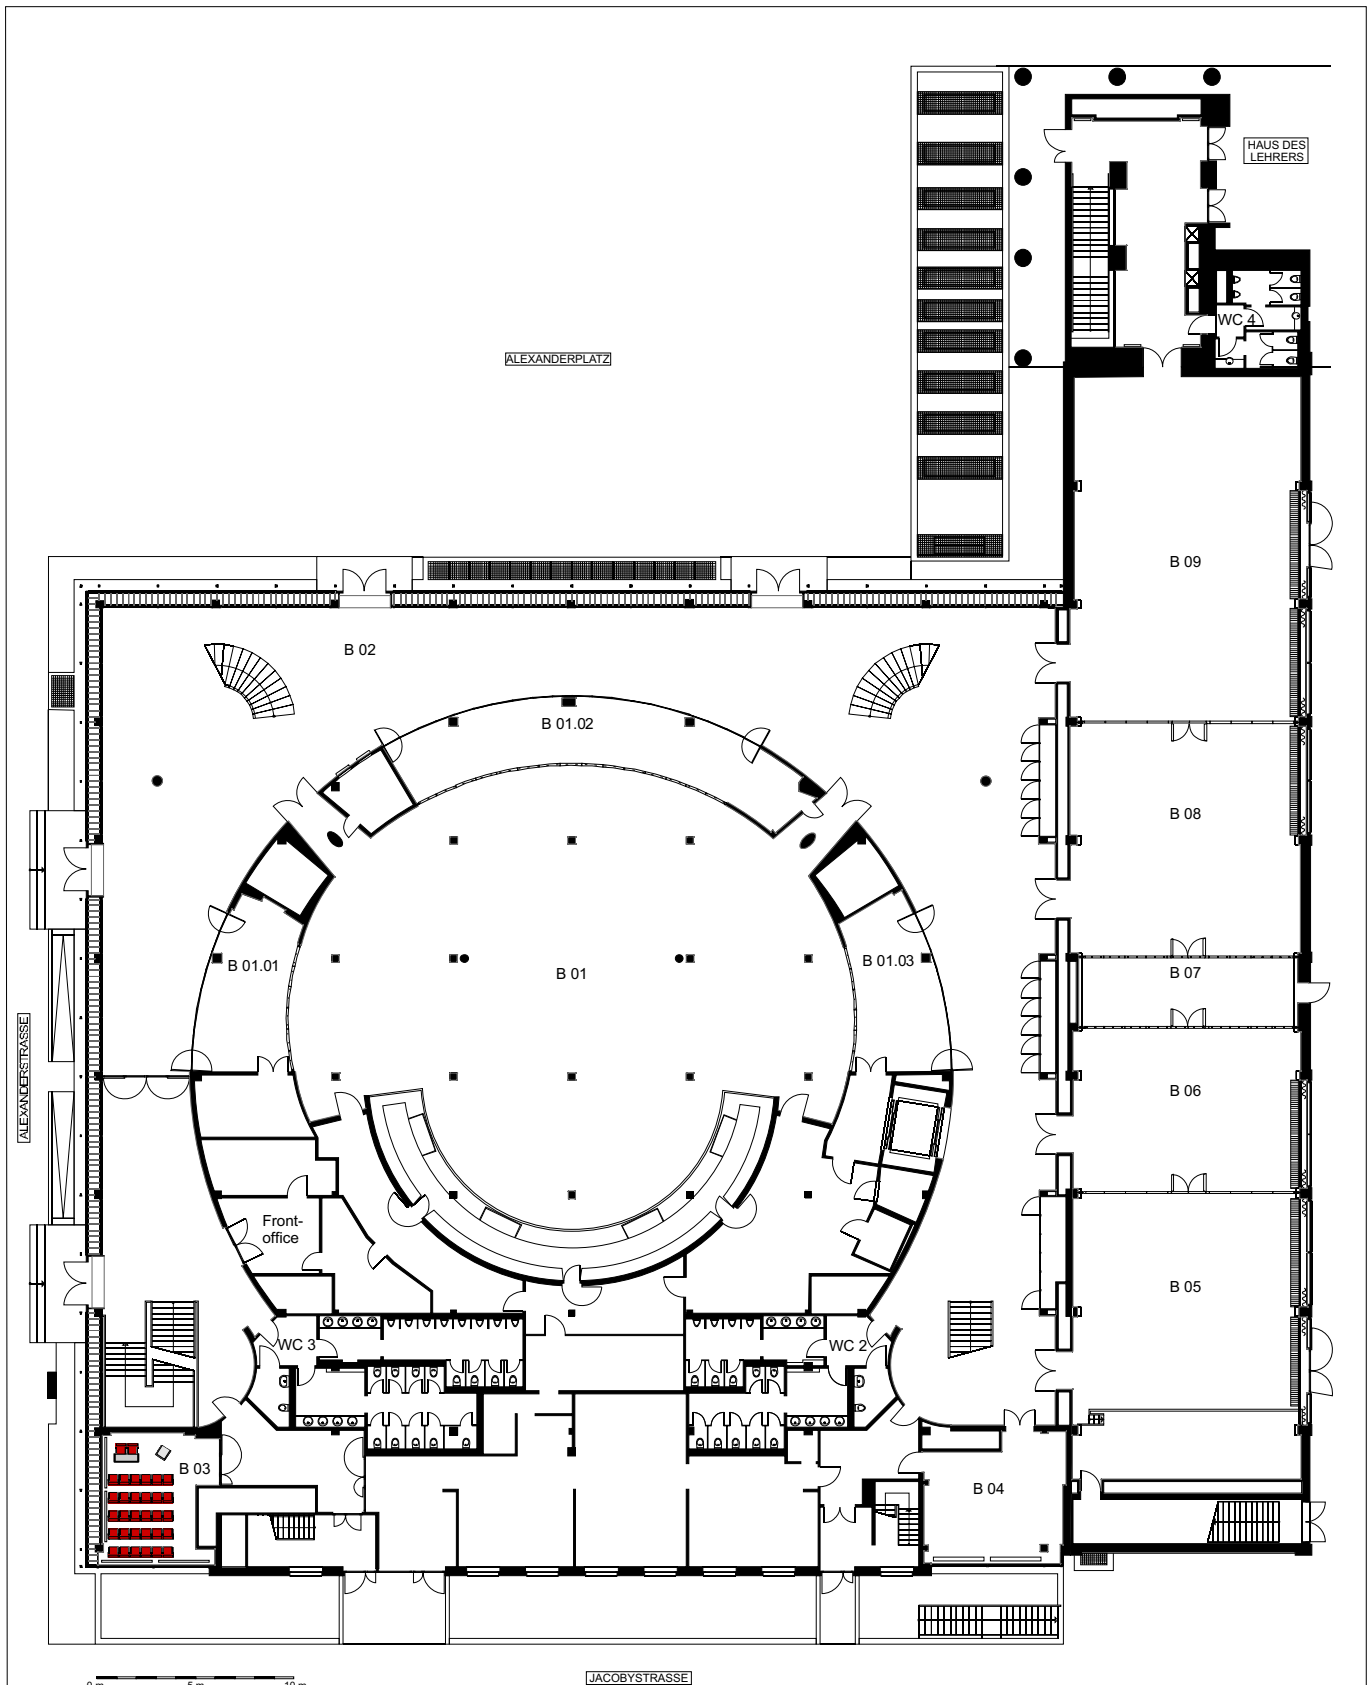 HAUS DES
LEHRERS
WC 4
ALEXANDERPLATZ
B 09
B 02
B 01.02
B 08
B 01.01
B 01
B 01.03
B 07
ALEXANDERSTRASSE
B 06
Front-
office
B 05
WC 3
WC 2
B 03
B 04
0 m 5 m 10 m
JACOBYSTRASSE